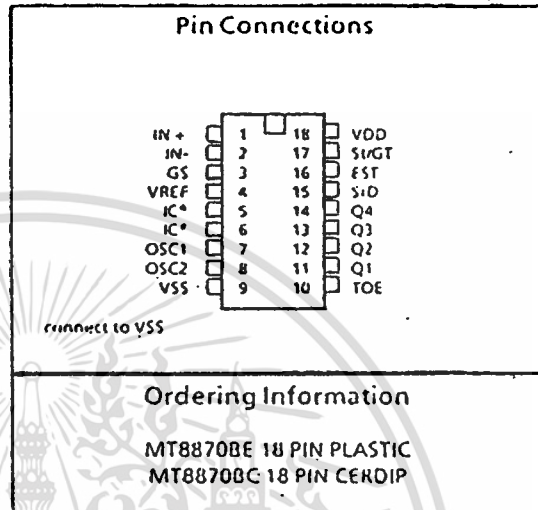 Pin Connections
IN + 1 18 VDD
IN- 2 17 St/GT
GS 3 16 EST
VREF 4 15 StD
IC* 5 14 Q4
IC* 6 13 Q3
OSC1 7 12 Q2
OSC2 8 11 Q1
VSS 9 10 TOE
connect to VSS
Ordering Information
MT8870BE 18 PIN PLASTIC
MT8870BC 18 PIN CERDIP